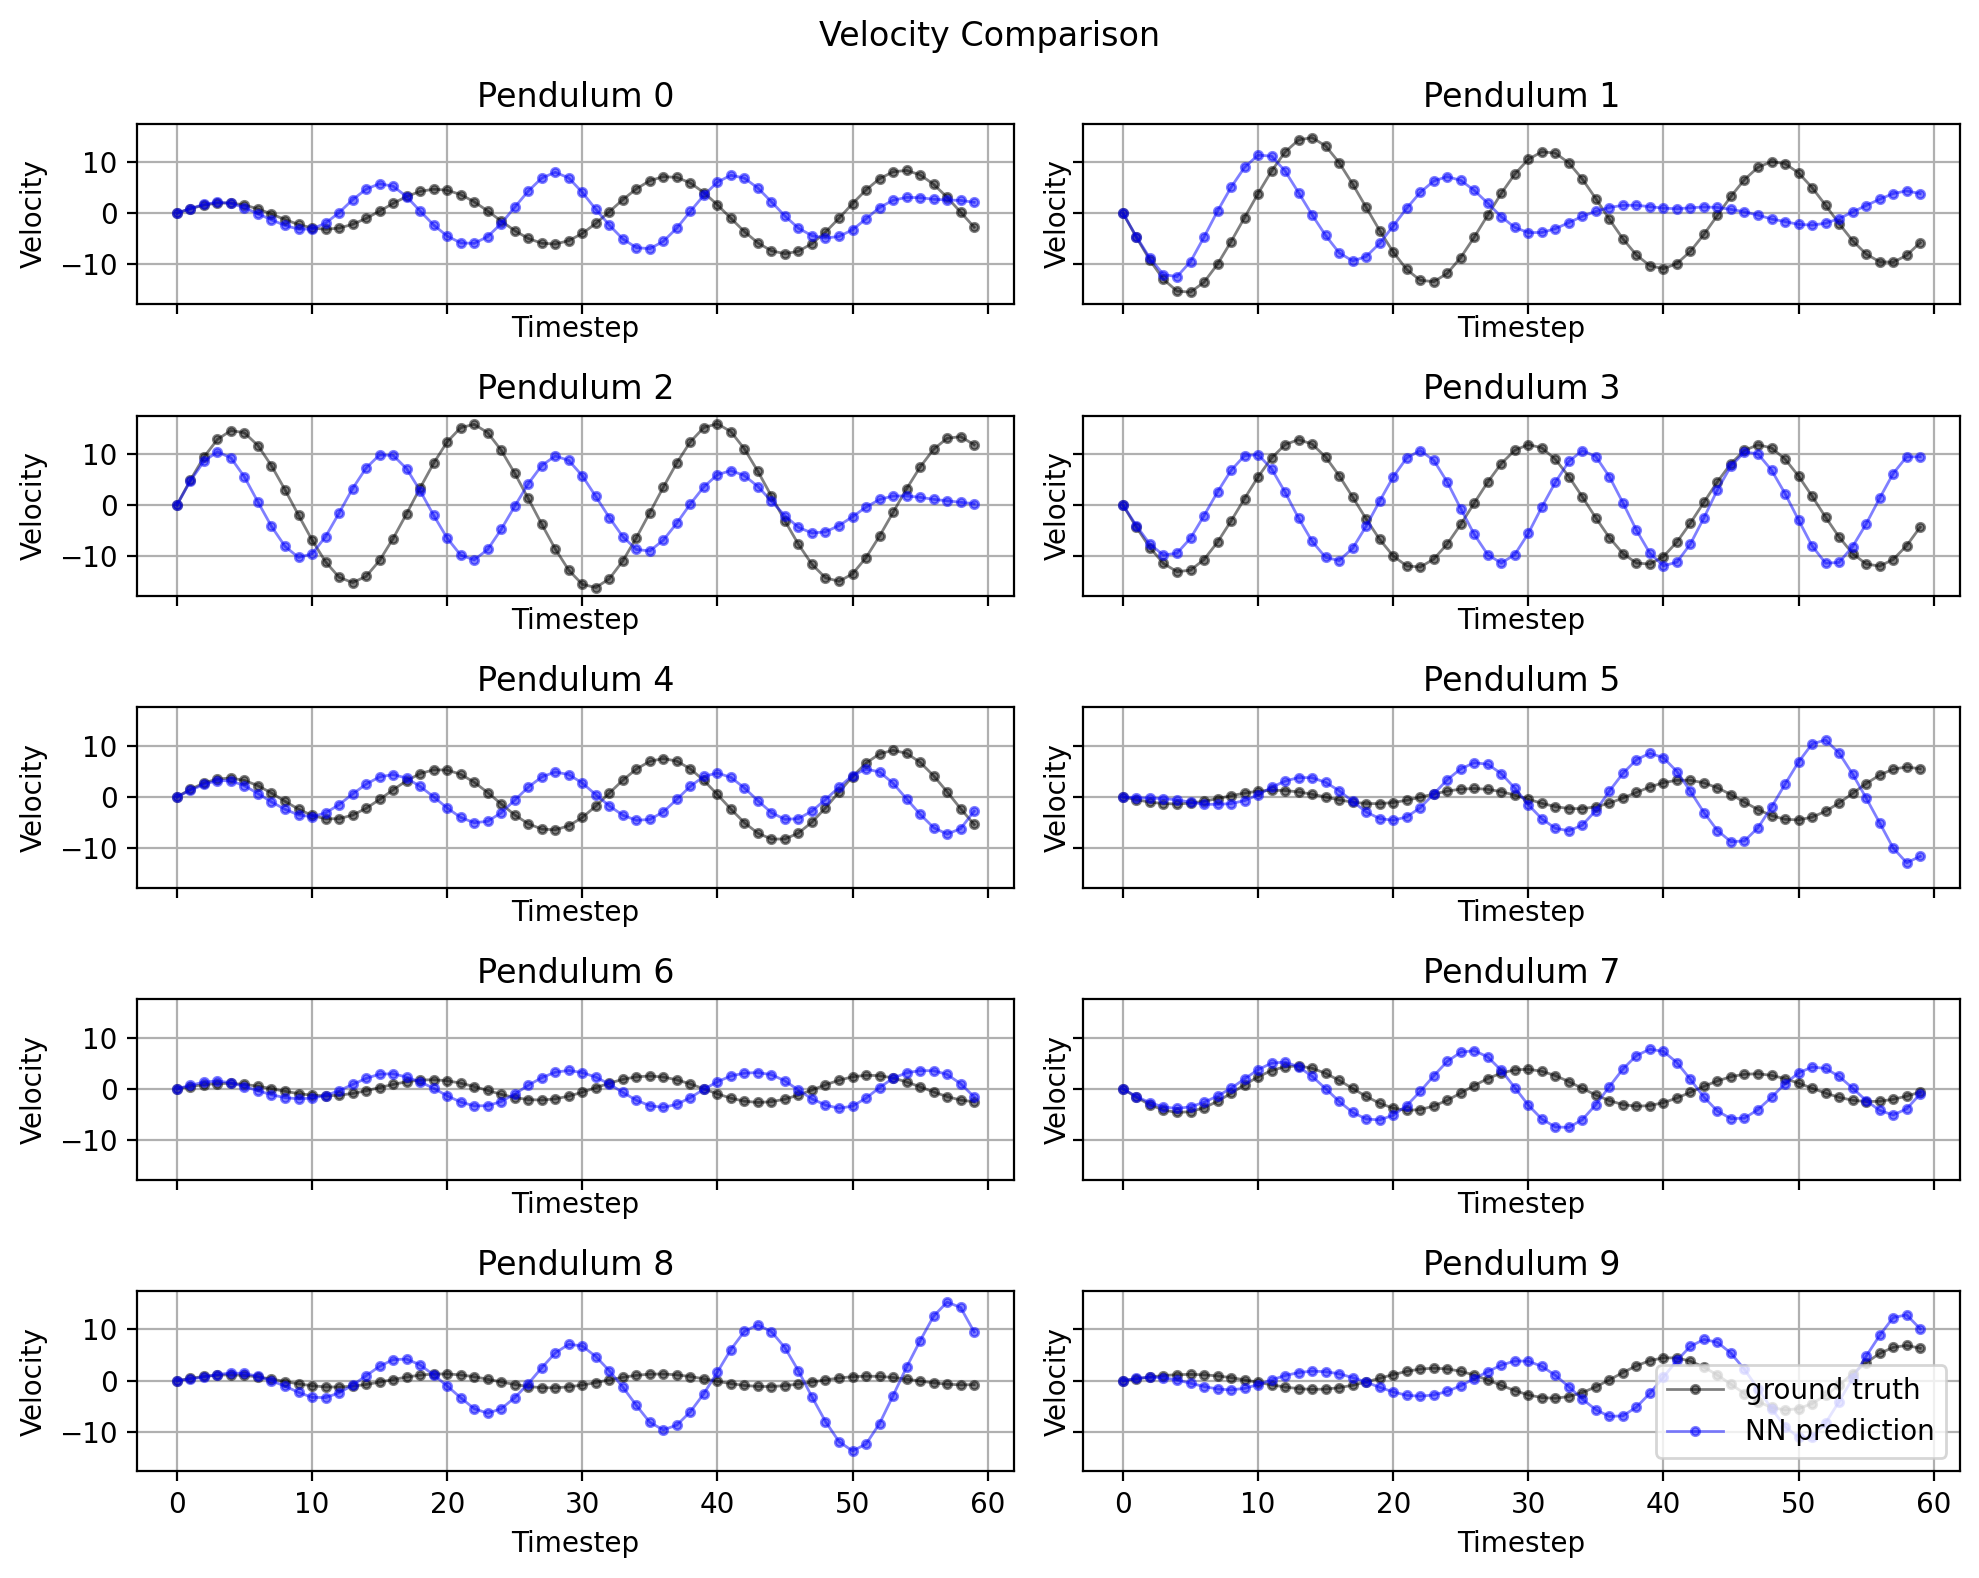 Velocity Comparison
Pendulum 0
Velocity
10
0
−10
Timestep
Pendulum 1
Velocity
Timestep
Pendulum 2
Velocity
10
0
−10
Timestep
Pendulum 3
Velocity
Timestep
Pendulum 4
Velocity
10
0
−10
Timestep
Pendulum 5
Velocity
Timestep
Pendulum 6
Velocity
10
0
−10
Timestep
Pendulum 7
Velocity
Timestep
Pendulum 8
Velocity
10
0
−10
0 10 20 30 40 50 60
Timestep
Pendulum 9
Velocity
ground truth
NN prediction
0 10 20 30 40 50 60
Timestep